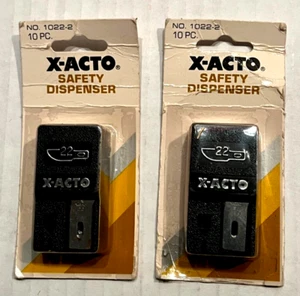 NO. 1022-2
10 PC.
X-ACTO®
SAFETY
DISPENSER
22
X-ACTO
NO. 1022-2
10 PC.
X-ACTO®
SAFETY
DISPENSER
22
X-ACTO